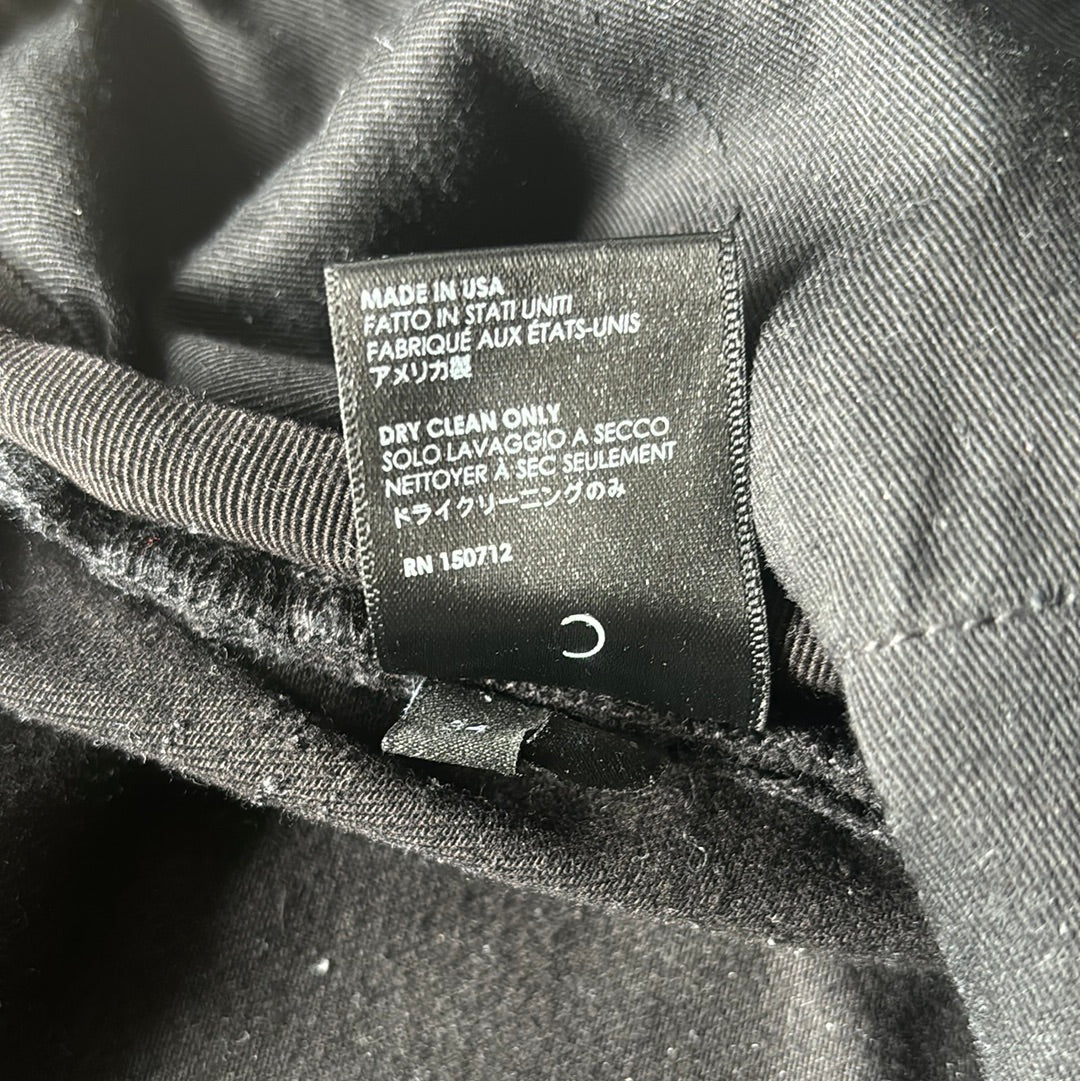 MADE IN USA
FATTO IN STATI UNITI
FABRIQUÉ AUX ÉTATS-UNIS
アメリカ製
DRY CLEAN ONLY
SOLO LAVAGGIO A SECCO
NETTOYER À SEC SEULEMENT
ドライクリーニングのみ
RN 150712